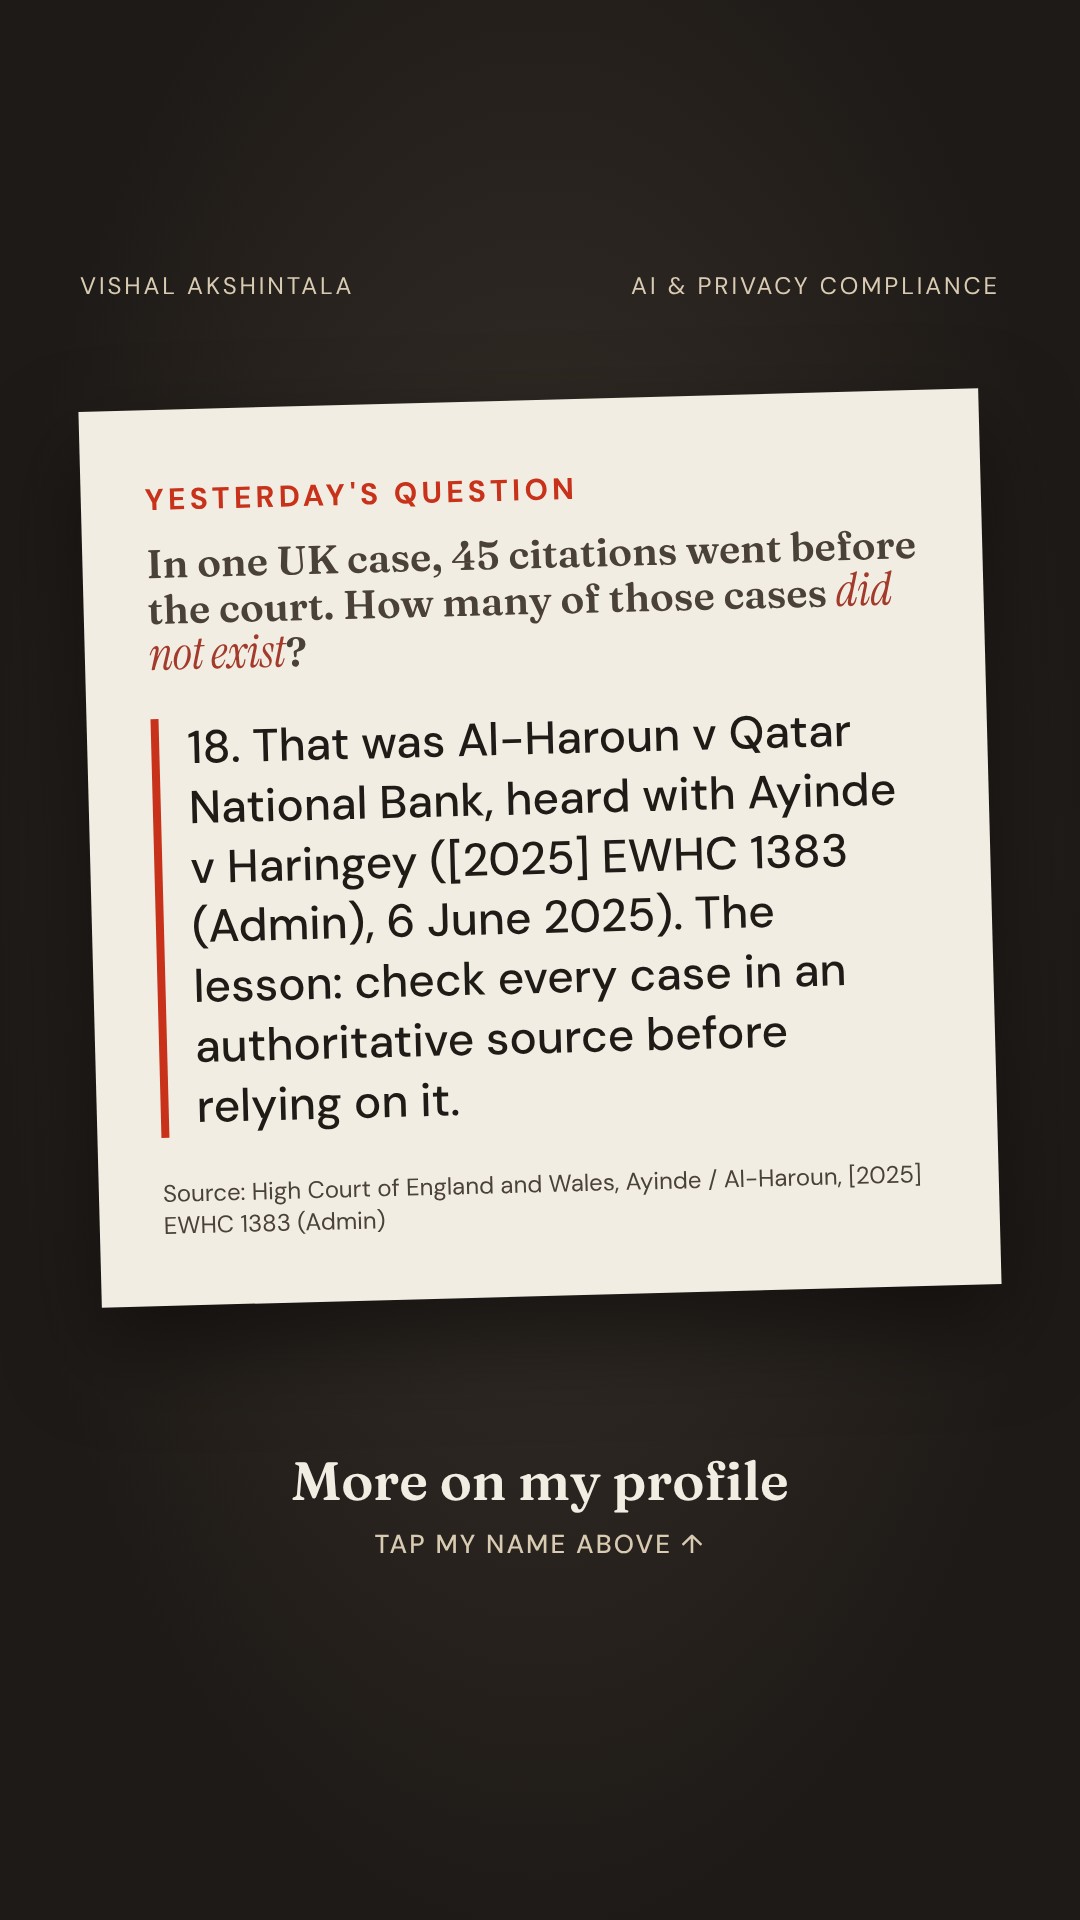 VISHAL AKSHINTALA
AI & PRIVACY COMPLIANCE
YESTERDAY'S QUESTION
In one UK case, 45 citations went before
the court. How many of those cases did
not exist?
18. That was Al-Haroun v Qatar
National Bank, heard with Ayinde
v Haringey ([2025] EWHC 1383
(Admin), 6 June 2025). The
lesson: check every case in an
authoritative source before
relying on it.
Source: High Court of England and Wales, Ayinde / Al-Haroun, [2025]
EWHC 1383 (Admin)
More on my profile
TAP MY NAME ABOVE ↑